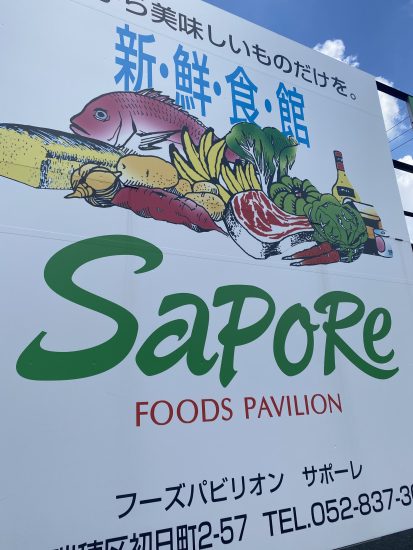 ら美味しいものだけを。
新・鮮・食・館
SaPoRe
FOODS PAVILION
フーズパビリオン サポーレ
穂区初日町2-57 TEL.052-837-3